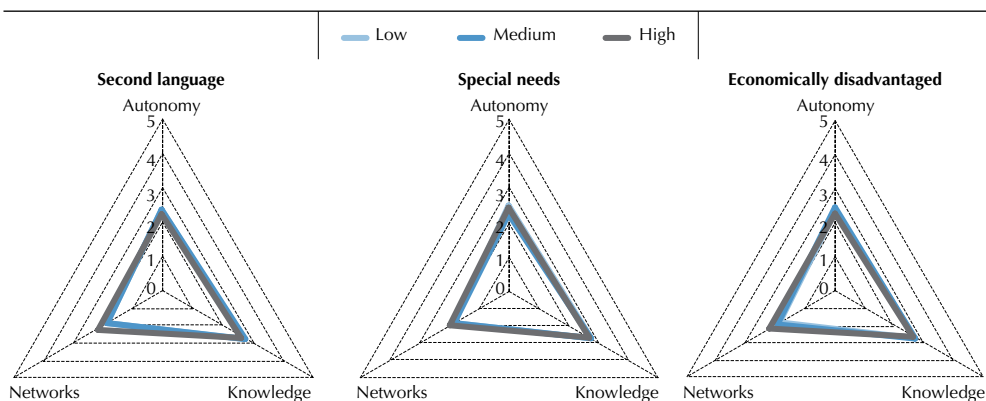 Low Medium High
Second language Special needs Economically disadvantaged
Autonomy Autonomy Autonomy
5 5 5
4 4 4
3 3 3
2 2 2
1 1 1
0 0 0
Networks Knowledge Networks Knowledge Networks Knowledge